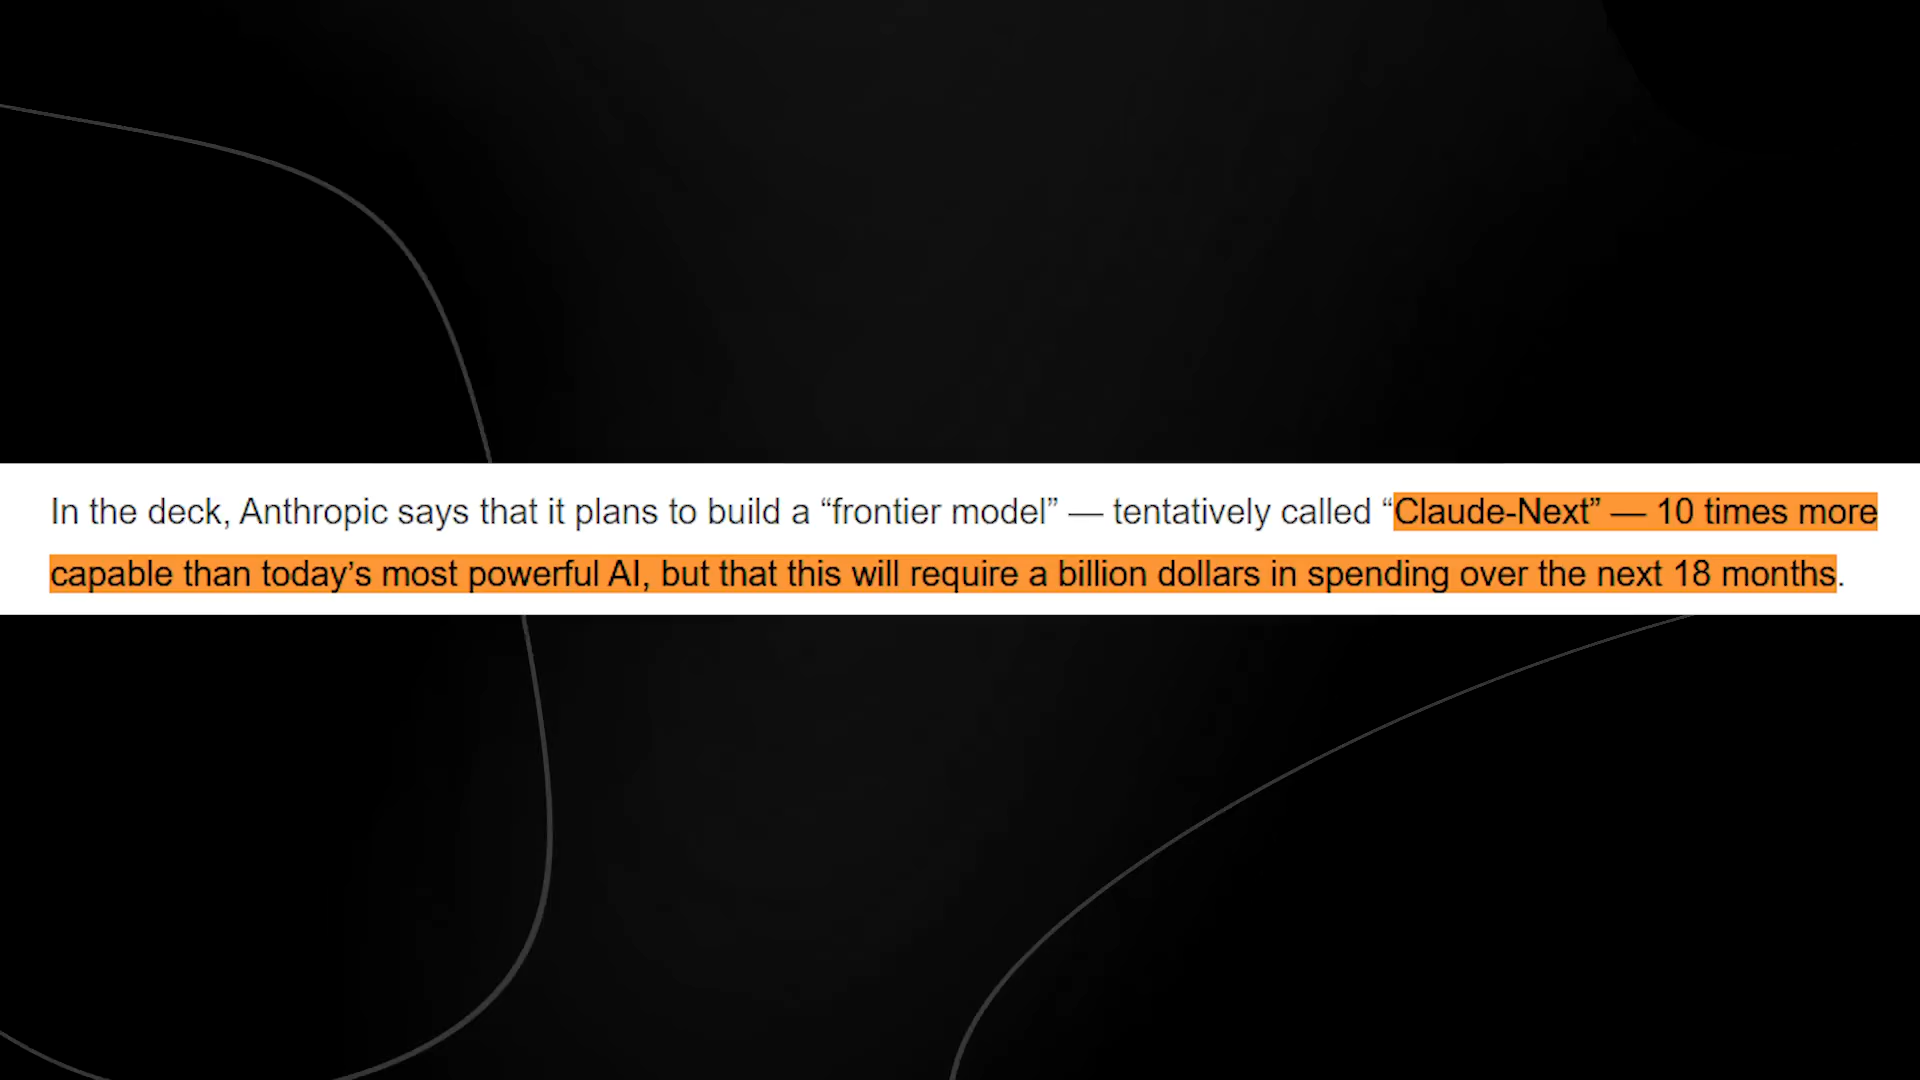 In the deck, Anthropic says that it plans to build a “frontier model” — tentatively called “Claude-Next” — 10 times more
capable than today’s most powerful AI, but that this will require a billion dollars in spending over the next 18 months.